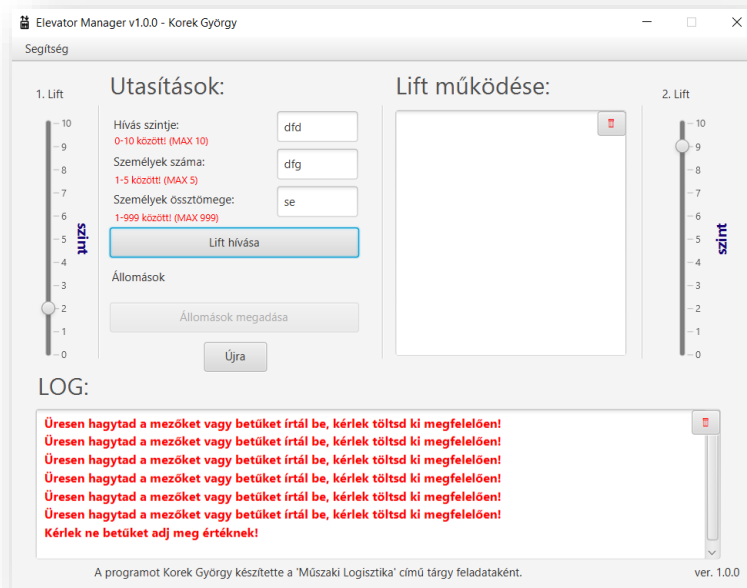 Elevator Manager v1.0.0 - Korek György
Segítség
1. Lift
10
9
8
7
6
5
4
3
2
1
0
szint
Utasítások:
Hívás szintje:
0-10 között! (MAX 10)
dfd
Személyek száma:
1-5 között! (MAX 5)
dfg
Személyek össztömege:
1-999 között! (MAX 999)
se
Lift hívása
Állomások
Állomások megadása
Újra
Lift működése:
2. Lift
10
9
8
7
6
5
4
3
2
1
0
szint
LOG:
Üresen hagytad a mezőket vagy betűket írtál be, kérlek töltsd ki megfelelően!
Üresen hagytad a mezőket vagy betűket írtál be, kérlek töltsd ki megfelelően!
Üresen hagytad a mezőket vagy betűket írtál be, kérlek töltsd ki megfelelően!
Üresen hagytad a mezőket vagy betűket írtál be, kérlek töltsd ki megfelelően!
Üresen hagytad a mezőket vagy betűket írtál be, kérlek töltsd ki megfelelően!
Üresen hagytad a mezőket vagy betűket írtál be, kérlek töltsd ki megfelelően!
Kérlek ne betűket adj meg értéknek!
A programot Korek György készítette a 'Műszaki Logisztika' című tárgy feladataként.
ver. 1.0.0